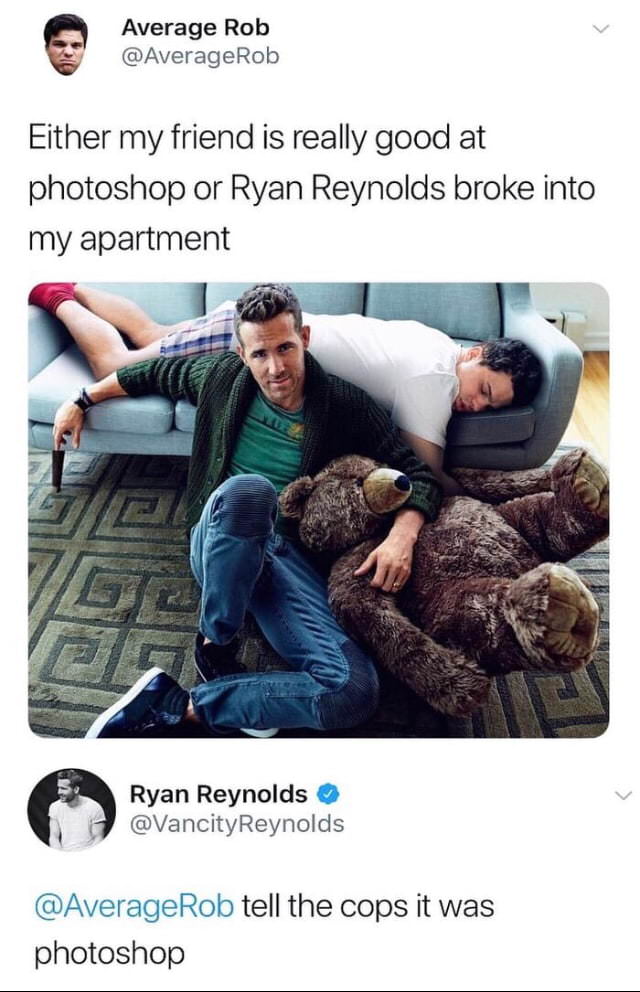 Average Rob
@AverageRob
Either my friend is really good at
photoshop or Ryan Reynolds broke into
my apartment
Ryan Reynolds
@VancityReynolds
@AverageRob tell the cops it was
photoshop